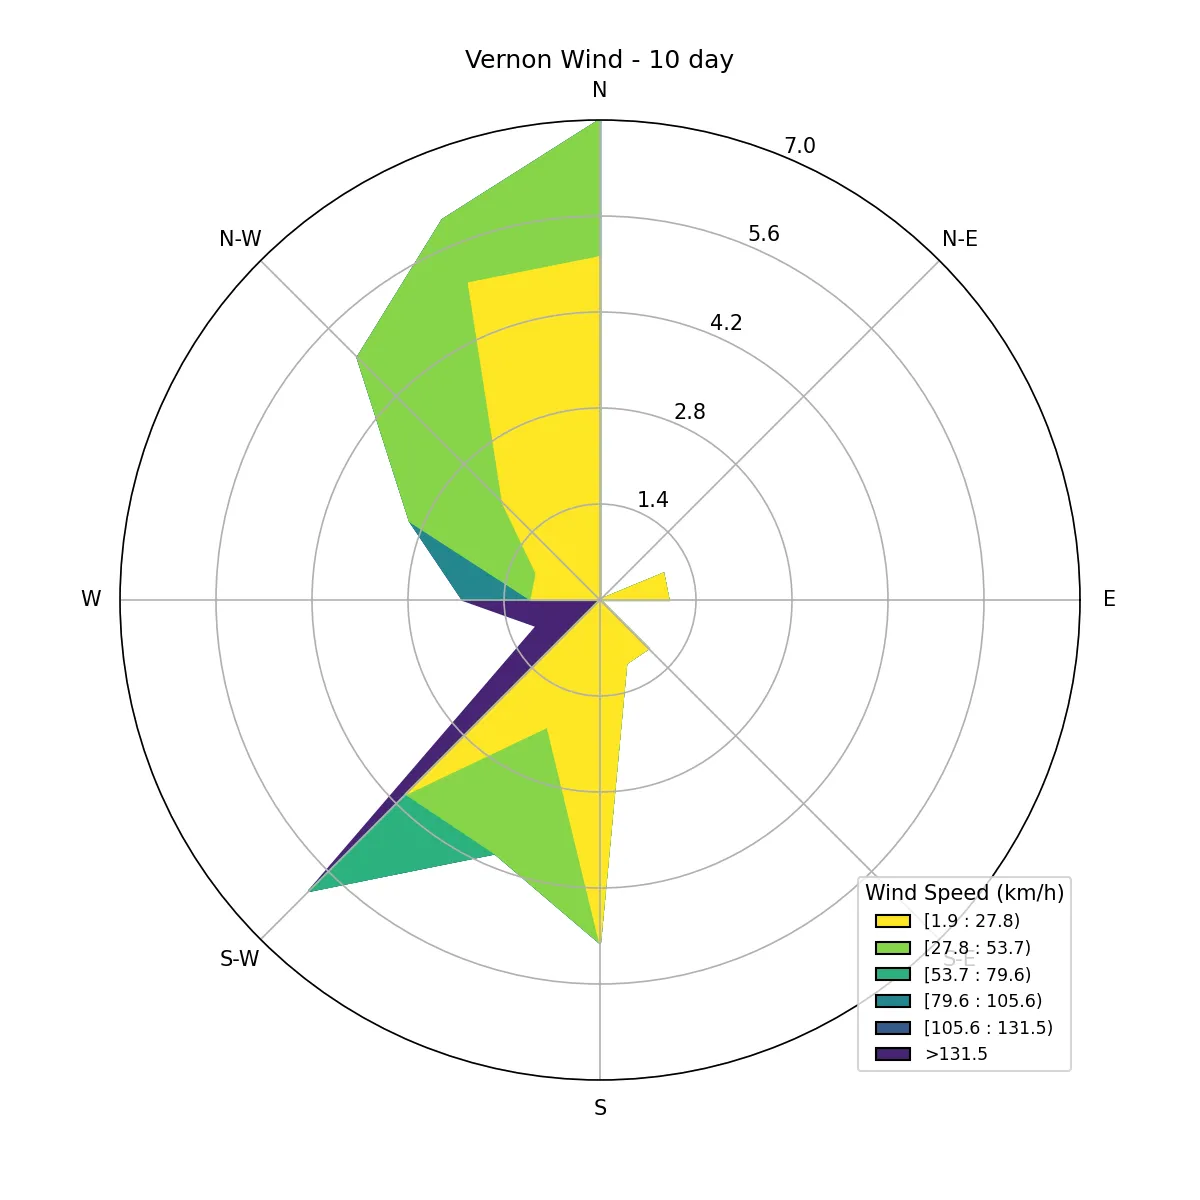 Vernon Wind - 10 day
N
7.0
N-W
5.6
N-E
4.2
2.8
1.4
W
E
Wind Speed (km/h)
[1.9 : 27.8)
[27.8 : 53.7)
S-W
S-E
[53.7 : 79.6)
[79.6 : 105.6)
[105.6 : 131.5)
>131.5
S